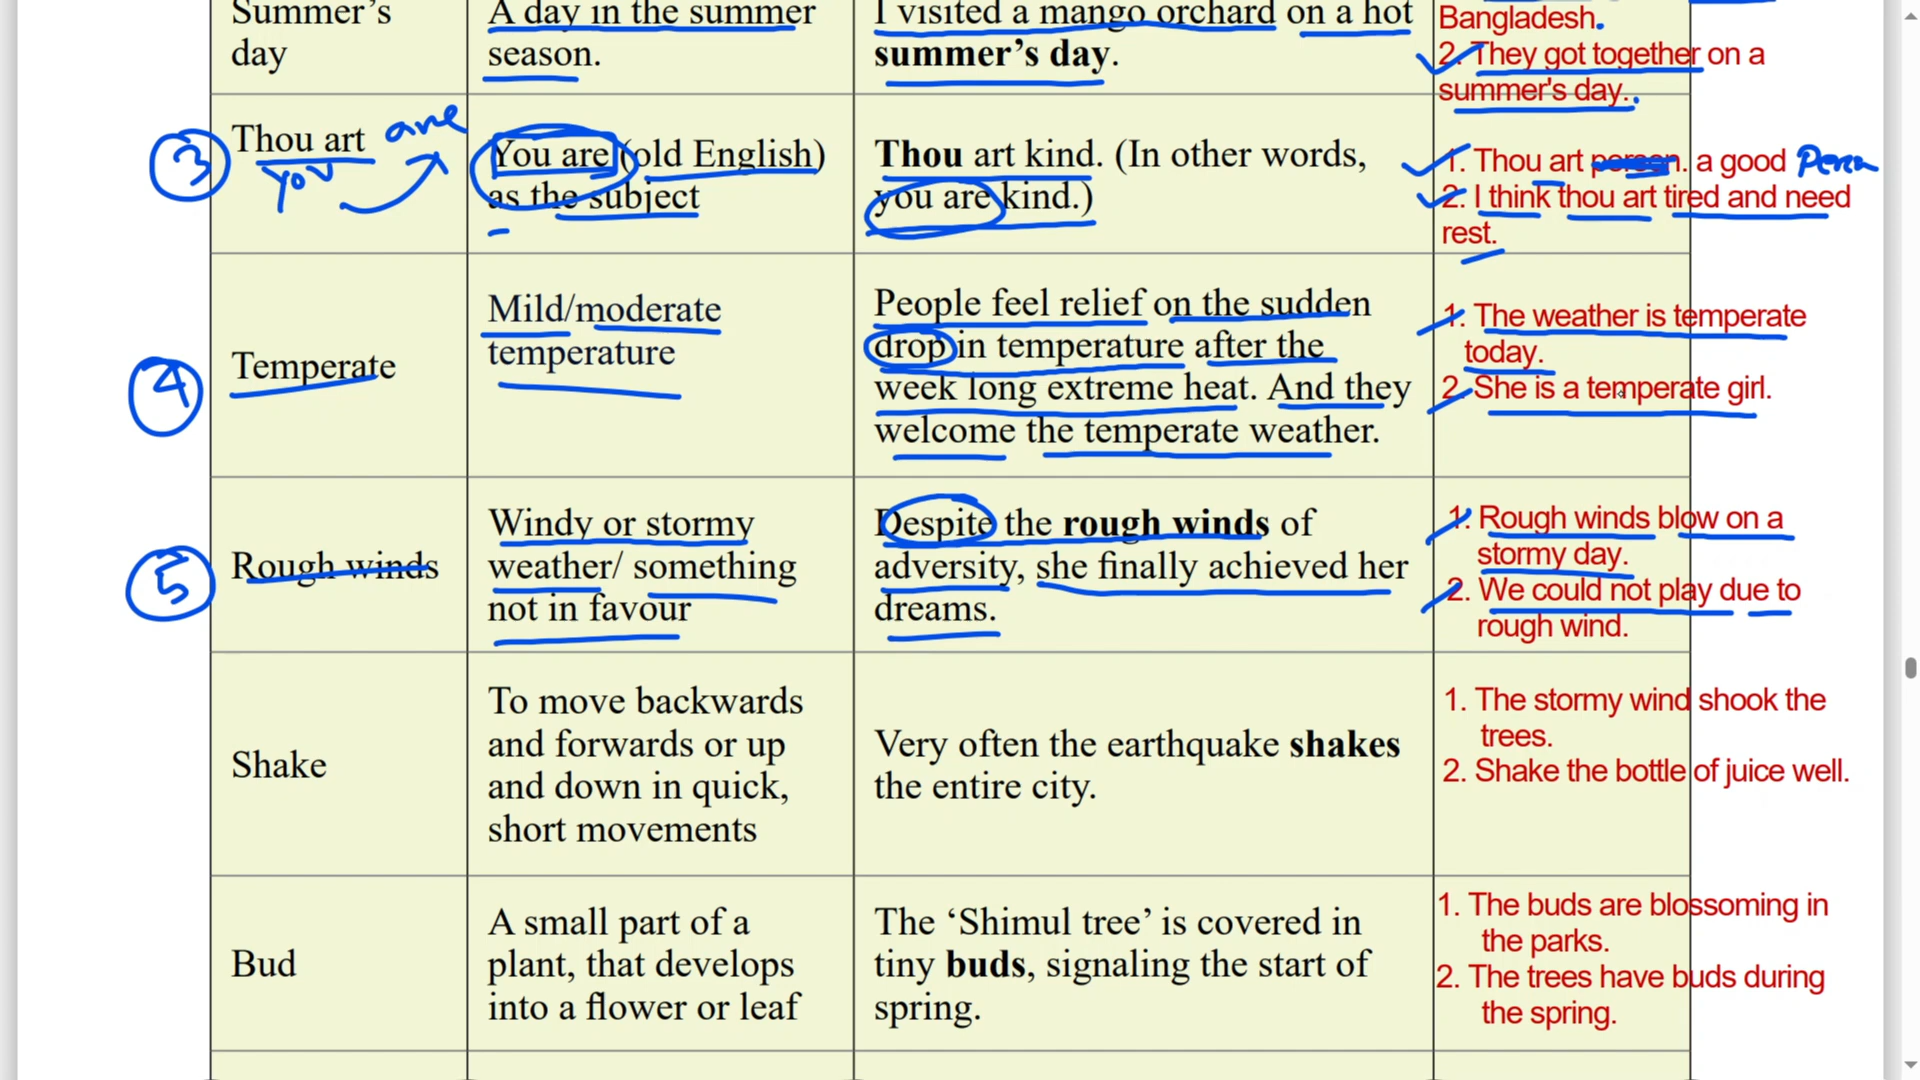 Summer's day
A day in the summer season.
I visited a mango orchard on a hot summer's day.
Bangladesh.
2. They got together on a summer's day.
3
Thou art
are
you
You are (old English) as the subject
Thou art kind. (In other words, you are kind.)
1. Thou art person. a good
2. I think thou art tired and need rest.
4
Temperate
Mild/moderate temperature
People feel relief on the sudden drop in temperature after the week long extreme heat. And they welcome the temperate weather.
1. The weather is temperate today.
2. She is a temperate girl.
5
Rough winds
Windy or stormy weather/ something not in favour
Despite the rough winds of adversity, she finally achieved her dreams.
1. Rough winds blow on a stormy day.
2. We could not play due to rough wind.
Shake
To move backwards and forwards or up and down in quick, short movements
Very often the earthquake shakes the entire city.
1. The stormy wind shook the trees.
2. Shake the bottle of juice well.
Bud
A small part of a plant, that develops into a flower or leaf
The 'Shimul tree' is covered in tiny buds, signaling the start of spring.
1. The buds are blossoming in the parks.
2. The trees have buds during the spring.